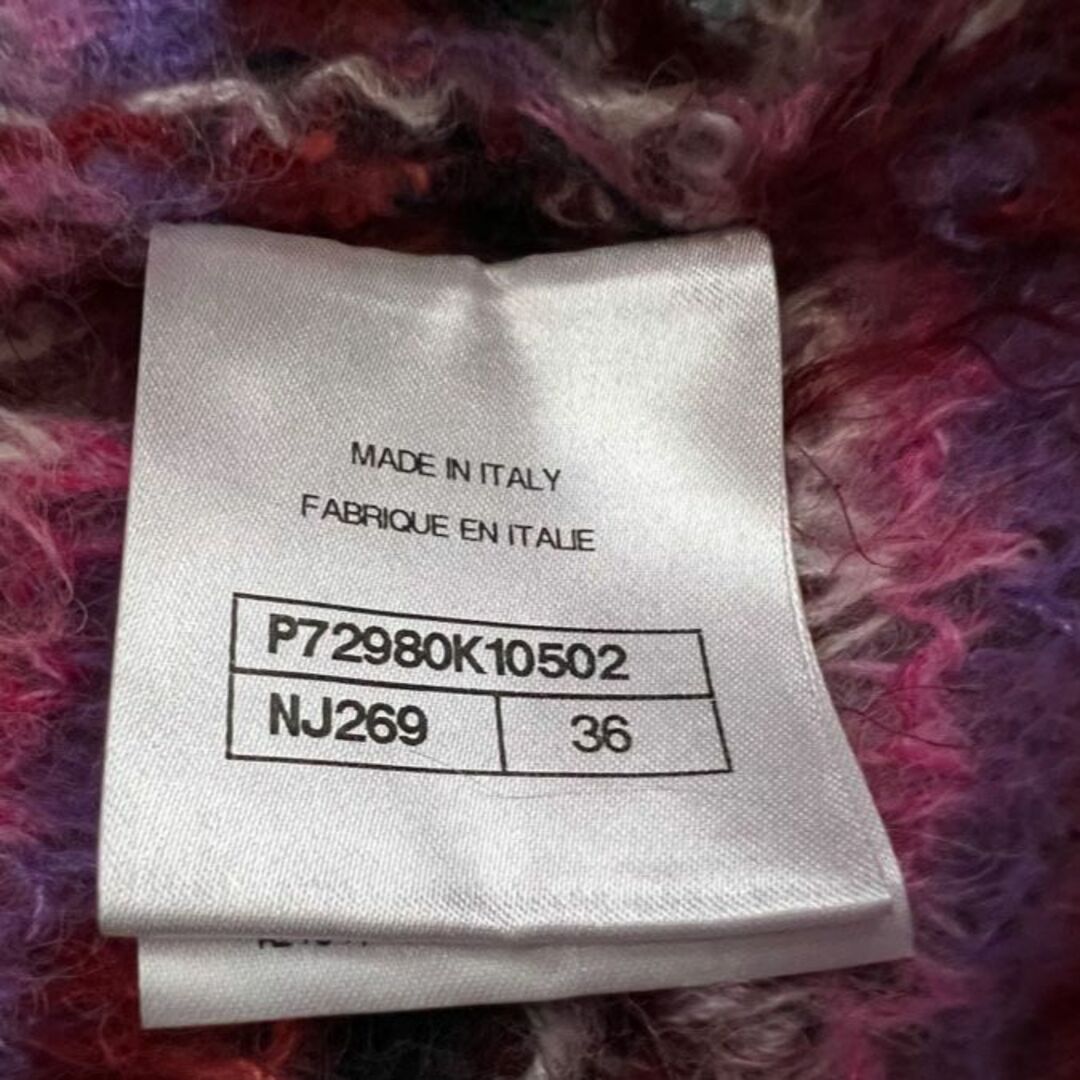 MADE IN ITALY
FABRIQUE EN ITALIE
P72980K10502
NJ269 36